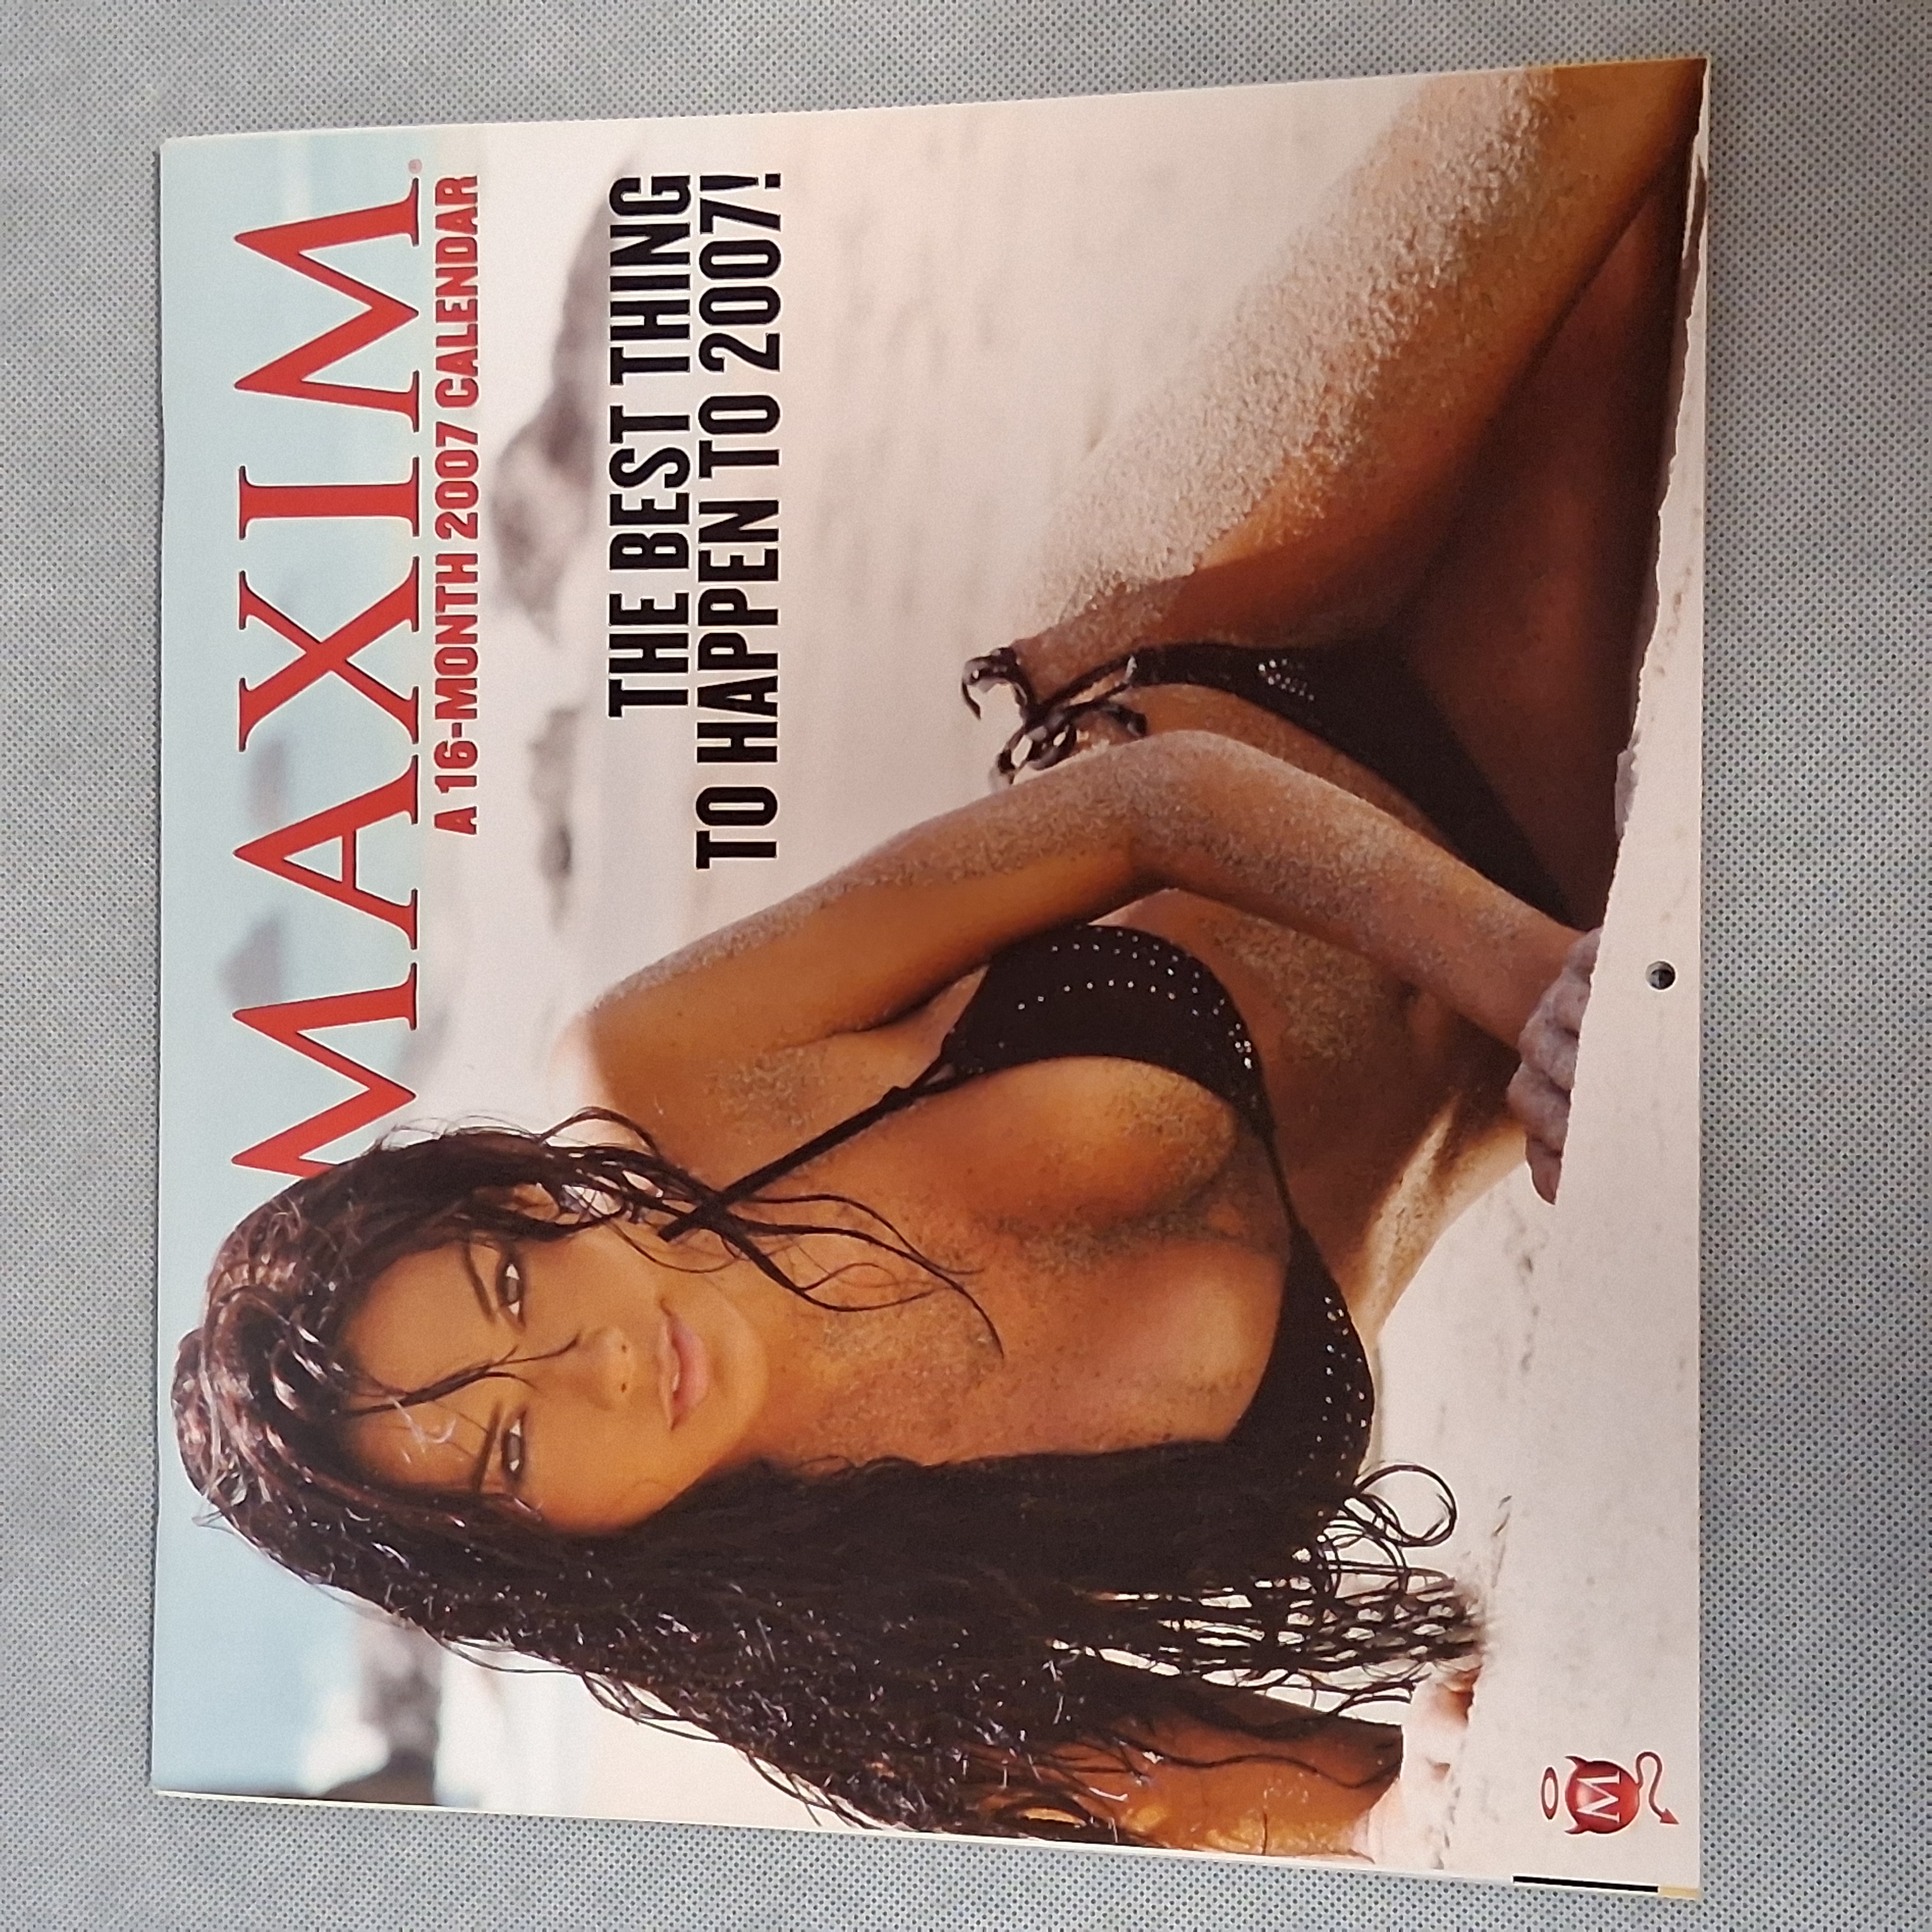 MAXIM®
A 16-MONTH 2007 CALENDAR
THE BEST THING
TO HAPPEN TO 2007!
M